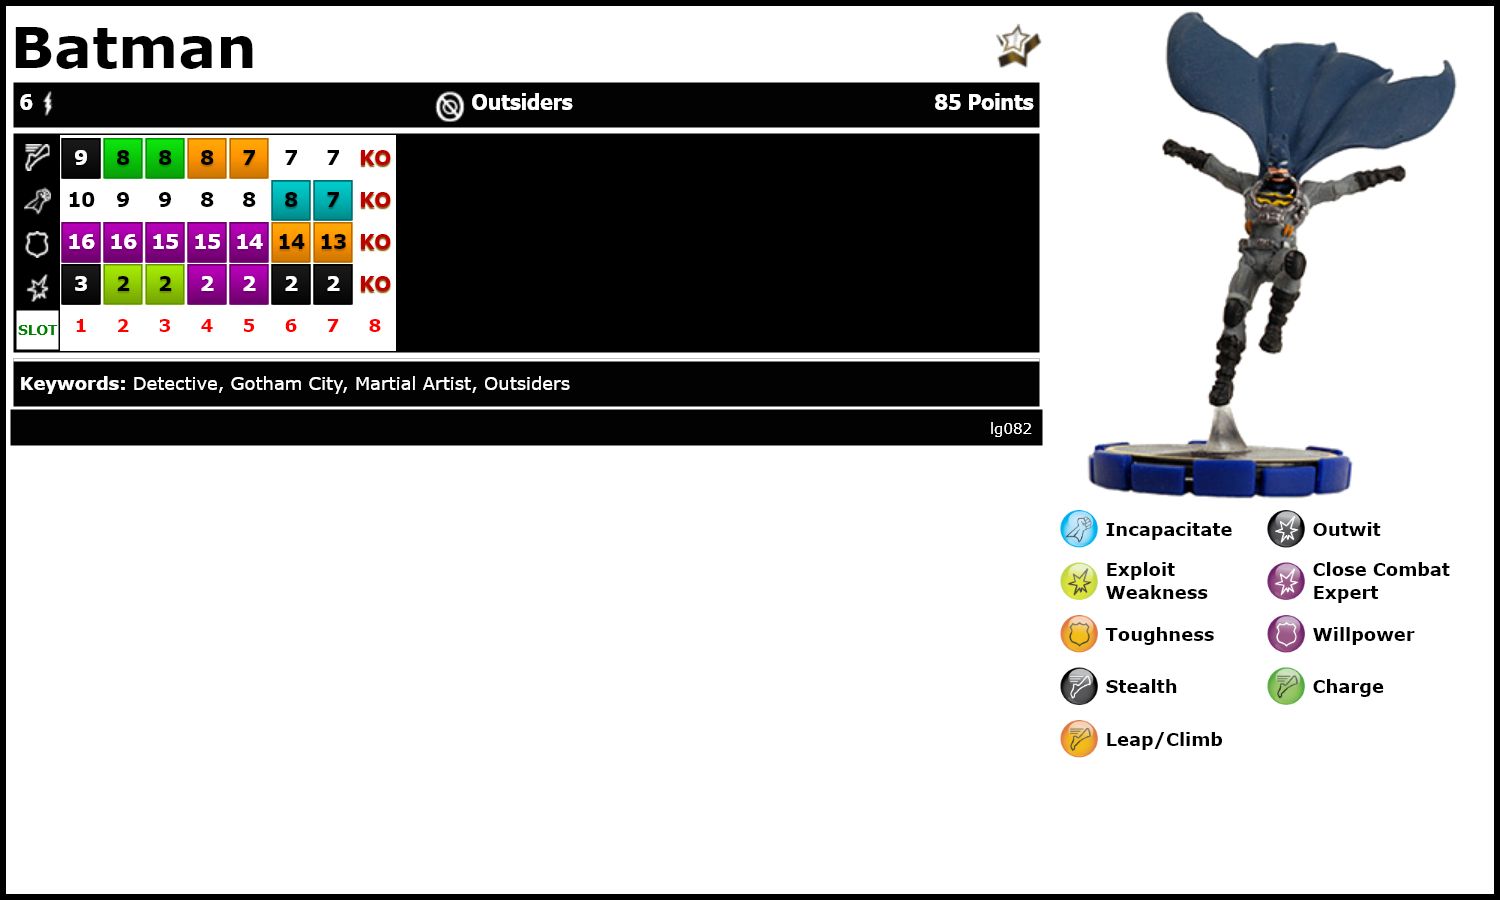 Batman
6 Outsiders 85 Points
9 8 8 8 7 7 7 KO
10 9 9 8 8 8 7 KO
16 16 15 15 14 14 13 KO
3 2 2 2 2 2 2 KO
SLOT 1 2 3 4 5 6 7 8
Keywords: Detective, Gotham City, Martial Artist, Outsiders
lg082
Incapacitate Outwit
Exploit Close Combat
Weakness Expert
Toughness Willpower
Stealth Charge
Leap/Climb